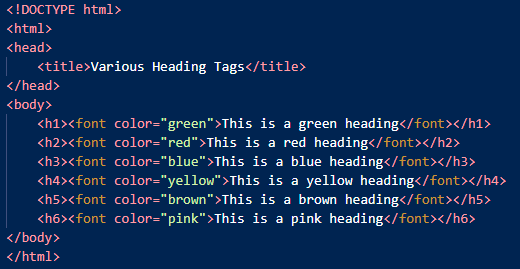 <!DOCTYPE html>
<html>
<head>
    <title>Various Heading Tags</title>
</head>
<body>
    <h1><font color="green">This is a green heading</font></h1>
    <h2><font color="red">This is a red heading</font></h2>
    <h3><font color="blue">This is a blue heading</font></h3>
    <h4><font color="yellow">This is a yellow heading</font></h4>
    <h5><font color="brown">This is a brown heading</font></h5>
    <h6><font color="pink">This is a pink heading</font></h6>
</body>
</html>